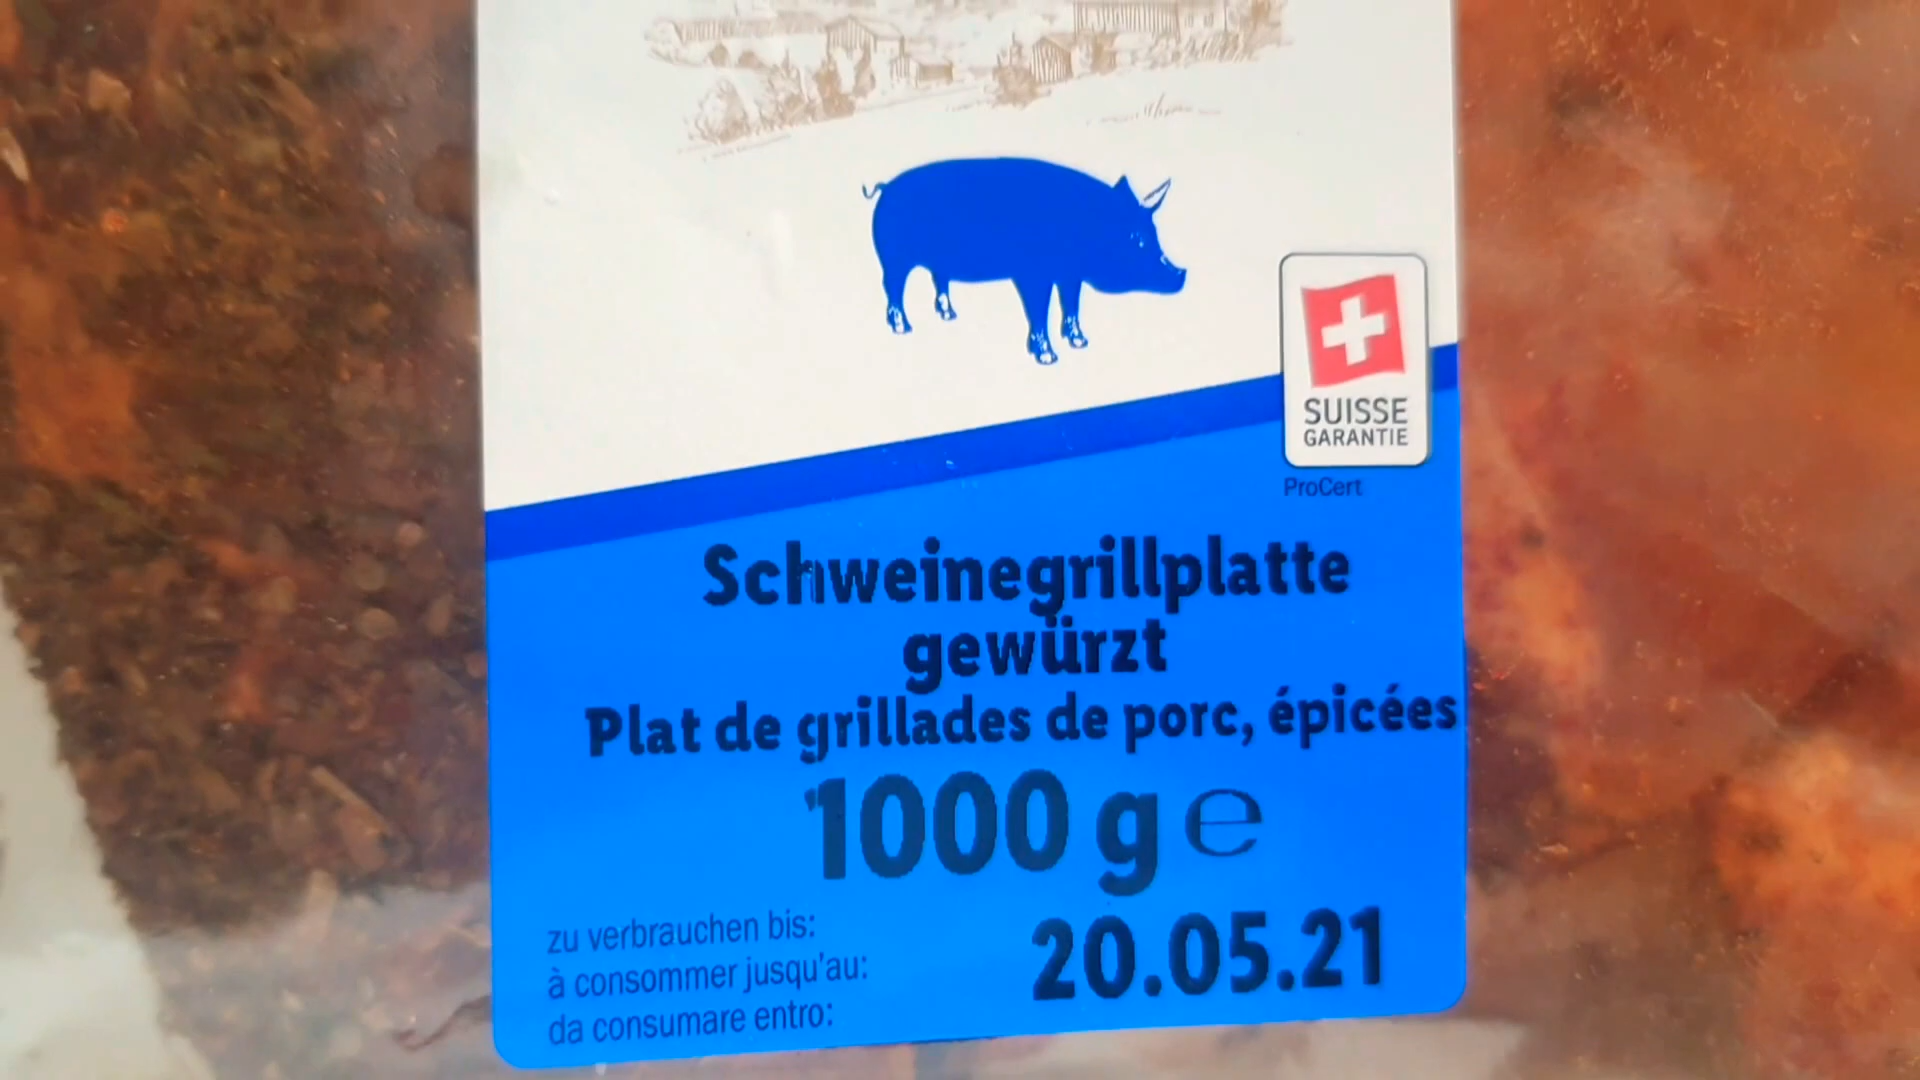 SUISSE
GARANTIE
ProCert
Schweinegrillplatte
gewürzt
Plat de grillades de porc, épicées
1000 g ℮
zu verbrauchen bis:
à consommer jusqu'au:
da consumare entro:
20.05.21